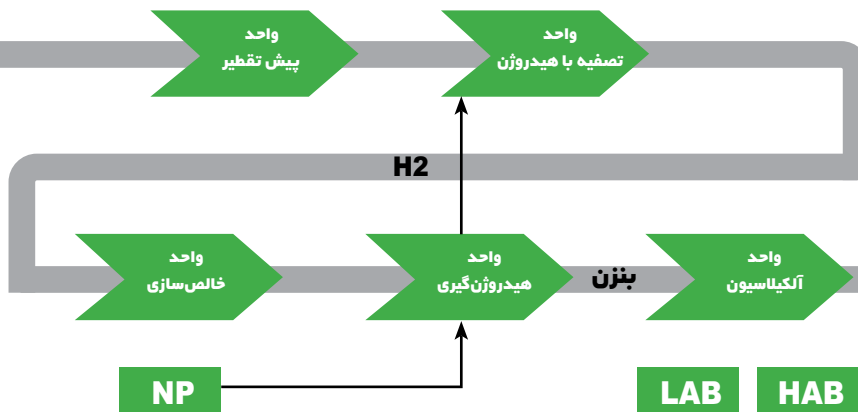 واحد
پیش تقطیر
واحد
تصفیه با هیدروژن
H2
واحد
خالص‌سازی
واحد
هیدروژن‌گیری
بنزن
واحد
آلکیلاسیون
NP
LAB
HAB